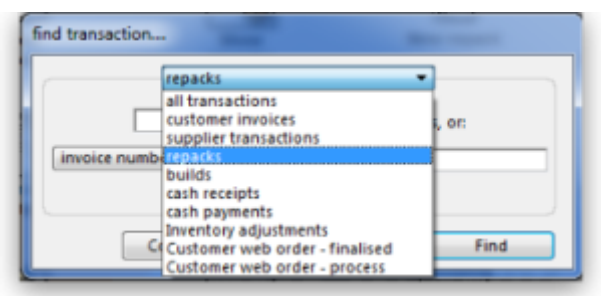 find transaction...
repacks
all transactions
customer invoices
, or:
supplier transactions
repacks
invoice numb
builds
cash receipts
cash payments
Inventory adjustments
Customer web order - finalised
Find
Customer web order - process